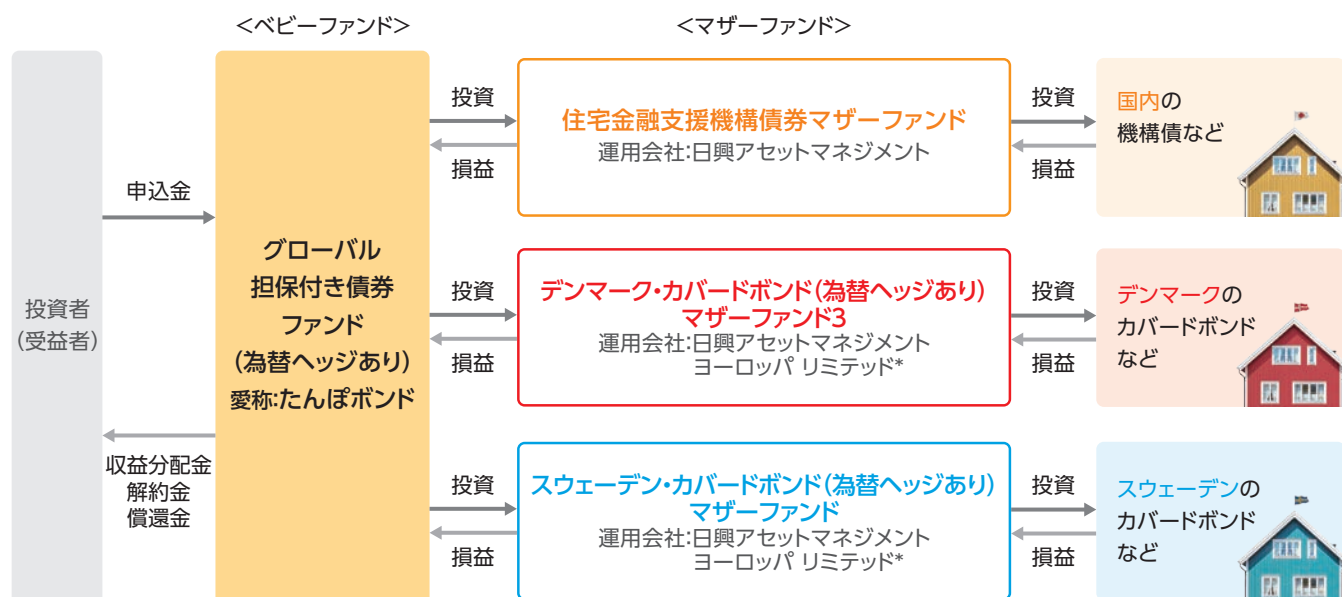 <ベビーファンド>
<マザーファンド>
投資者
(受益者)
申込金
収益分配金
解約金
償還金
グローバル
担保付き債券
ファンド
(為替ヘッジあり)
愛称:たんぽボンド
投資
損益
住宅金融支援機構債券マザーファンド
運用会社:日興アセットマネジメント
投資
損益
国内の
機構債など
投資
損益
デンマーク・カバードボンド(為替ヘッジあり)
マザーファンド3
運用会社:日興アセットマネジメント
ヨーロッパ リミテッド*
投資
損益
デンマークの
カバードボンド
など
投資
損益
スウェーデン・カバードボンド(為替ヘッジあり)
マザーファンド
運用会社:日興アセットマネジメント
ヨーロッパ リミテッド*
投資
損益
スウェーデンの
カバードボンド
など